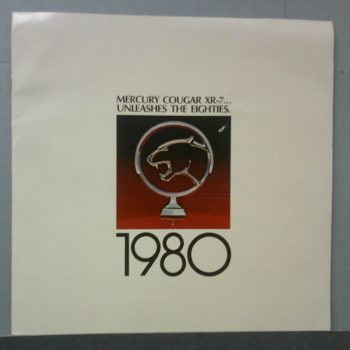 MERCURY COUGAR XR-7...
UNLEASHES THE EIGHTIES.
1980